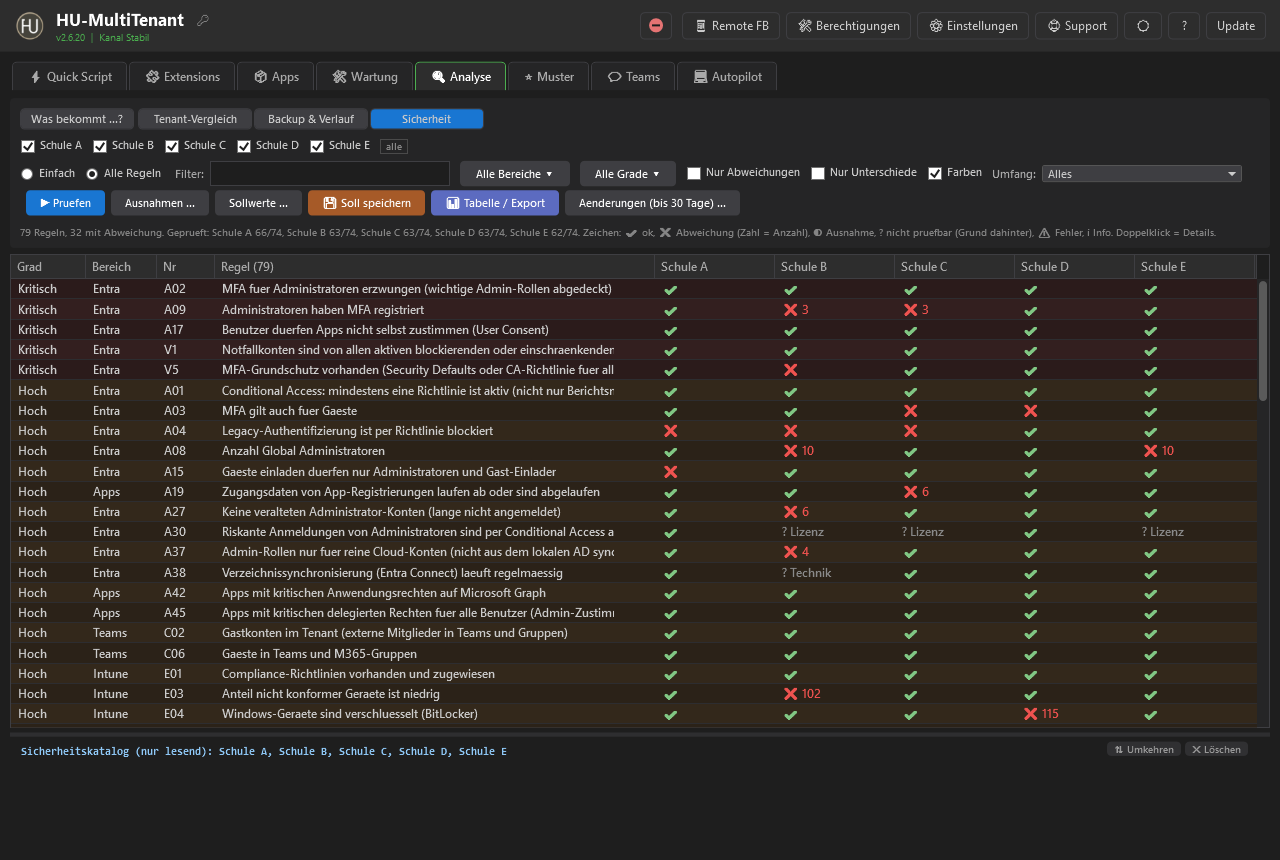 HU-MultiTenant
v2.6.20 | Kanal Stabil
Remote FB Berechtigungen Einstellungen Support ? Update
Quick Script Extensions Apps Wartung Analyse Muster Teams Autopilot
Was bekommt ...? Tenant-Vergleich Backup & Verlauf Sicherheit
Schule A Schule B Schule C Schule D Schule E alle
Einfach Alle Regeln Filter: Alle Bereiche ▾ Alle Grade ▾ Nur Abweichungen Nur Unterschiede Farben Umfang: Alles
Pruefen Ausnahmen ... Sollwerte ... Soll speichern Tabelle / Export Aenderungen (bis 30 Tage) ...
79 Regeln, 32 mit Abweichung. Geprueft: Schule A 66/74, Schule B 63/74, Schule C 63/74, Schule D 63/74, Schule E 62/74. Zeichen: ✔ ok, ✖ Abweichung (Zahl = Anzahl), ◐ Ausnahme, ? nicht pruefbar (Grund dahinter), ⚠ Fehler, i Info. Doppelklick = Details.
Grad Bereich Nr Regel (79) Schule A Schule B Schule C Schule D Schule E
Kritisch Entra A02 MFA fuer Administratoren erzwungen (wichtige Admin-Rollen abgedeckt) ✔ ✔ ✔ ✔ ✔
Kritisch Entra A09 Administratoren haben MFA registriert ✔ ✖ 3 ✖ 3 ✔ ✔
Kritisch Entra A17 Benutzer duerfen Apps nicht selbst zustimmen (User Consent) ✔ ✔ ✔ ✔ ✔
Kritisch Entra V1 Notfallkonten sind von allen aktiven blockierenden oder einschraenkenden ✔ ✔ ✔ ✔ ✔
Kritisch Entra V5 MFA-Grundschutz vorhanden (Security Defaults oder CA-Richtlinie fuer all ✔ ✖ ✔ ✔ ✔
Hoch Entra A01 Conditional Access: mindestens eine Richtlinie ist aktiv (nicht nur Berichtsm ✔ ✔ ✔ ✔ ✔
Hoch Entra A03 MFA gilt auch fuer Gaeste ✔ ✔ ✖ ✖ ✔
Hoch Entra A04 Legacy-Authentifizierung ist per Richtlinie blockiert ✖ ✖ ✖ ✔ ✔
Hoch Entra A08 Anzahl Global Administratoren ✔ ✖ 10 ✔ ✔ ✖ 10
Hoch Entra A15 Gaeste einladen duerfen nur Administratoren und Gast-Einlader ✖ ✔ ✔ ✔ ✔
Hoch Apps A19 Zugangsdaten von App-Registrierungen laufen ab oder sind abgelaufen ✔ ✔ ✖ 6 ✔ ✔
Hoch Entra A27 Keine veralteten Administrator-Konten (lange nicht angemeldet) ✔ ✖ 6 ✔ ✔ ✔
Hoch Entra A30 Riskante Anmeldungen von Administratoren sind per Conditional Access a ✔ ? Lizenz ? Lizenz ✔ ? Lizenz
Hoch Entra A37 Admin-Rollen nur fuer reine Cloud-Konten (nicht aus dem lokalen AD sync ✔ ✖ 4 ✔ ✔ ✔
Hoch Entra A38 Verzeichnissynchronisierung (Entra Connect) laeuft regelmaessig ✔ ? Technik ✔ ✔ ✔
Hoch Apps A42 Apps mit kritischen Anwendungsrechten auf Microsoft Graph ✔ ✔ ✔ ✔ ✔
Hoch Apps A45 Apps mit kritischen delegierten Rechten fuer alle Benutzer (Admin-Zustim ✔ ✔ ✔ ✔ ✔
Hoch Teams C02 Gastkonten im Tenant (externe Mitglieder in Teams und Gruppen) ✔ ✔ ✔ ✔ ✔
Hoch Teams C06 Gaeste in Teams und M365-Gruppen ✔ ✔ ✔ ✔ ✔
Hoch Intune E01 Compliance-Richtlinien vorhanden und zugewiesen ✔ ✔ ✔ ✔ ✔
Hoch Intune E03 Anteil nicht konformer Geraete ist niedrig ✔ ✖ 102 ✔ ✔ ✔
Hoch Intune E04 Windows-Geraete sind verschluesselt (BitLocker) ✔ ✔ ✔ ✖ 115 ✔
Sicherheitskatalog (nur lesend): Schule A, Schule B, Schule C, Schule D, Schule E
Umkehren Löschen